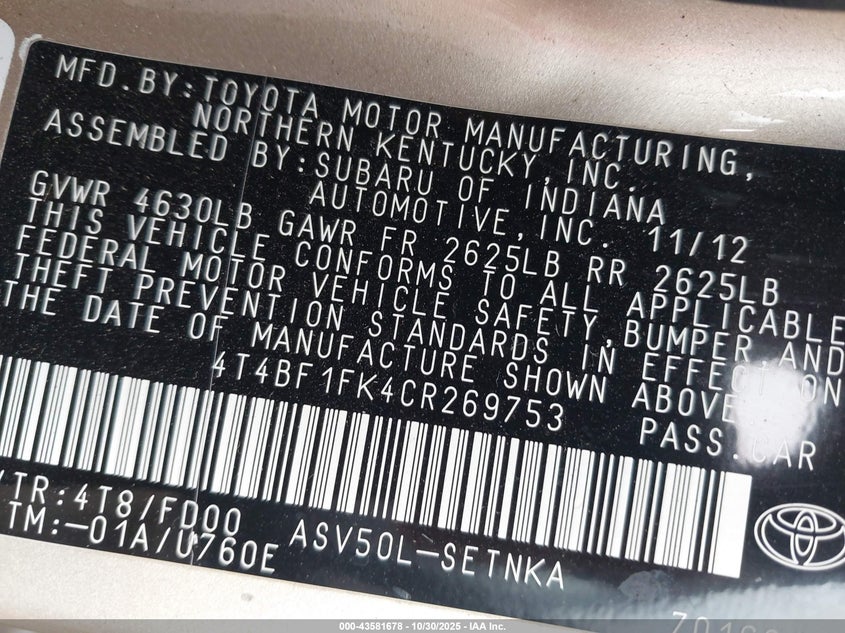 MFD.BY:TOYOTA MOTOR MANUFACTURING,
NORTHERN KENTUCKY, INC.
ASSEMBLED BY:SUBARU OF INDIANA
AUTOMOTIVE, INC. 11/12
GVWR 4630LB GAWR FR 2625LB RR 2625LB
THIS VEHICLE CONFORMS TO ALL APPLICABLE
FEDERAL MOTOR VEHICLE SAFETY, BUMPER, AND
THEFT PREVENTION STANDARDS IN EFFECT ON
THE DATE OF MANUFACTURE SHOWN ABOVE.
4T4BF1FK4CR269753 PASS.CAR
/TR:4T8/FD00
TM:-01A/U760E
ASV50L-SETNKA
000-43581678 - 10/30/2025 - IAA Inc.